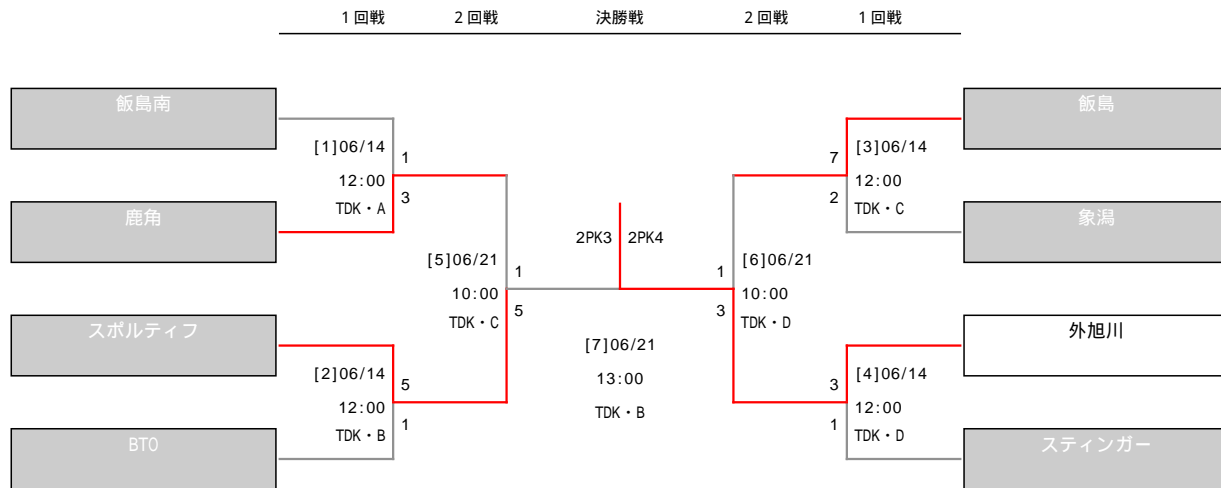 1回戦 2回戦 決勝戦 2回戦 1回戦
飯島南
飯島
[1]06/14
1
12:00
3
TDK・A
7
[3]06/14
2
12:00
TDK・C
鹿角
象潟
2PK3 2PK4
[5]06/21
1
10:00
5
TDK・C
1
[6]06/21
3
10:00
TDK・D
スポルティフ
外旭川
[7]06/21
13:00
TDK・B
[2]06/14
5
12:00
1
TDK・B
3
[4]06/14
1
12:00
TDK・D
BTO
スティンガー